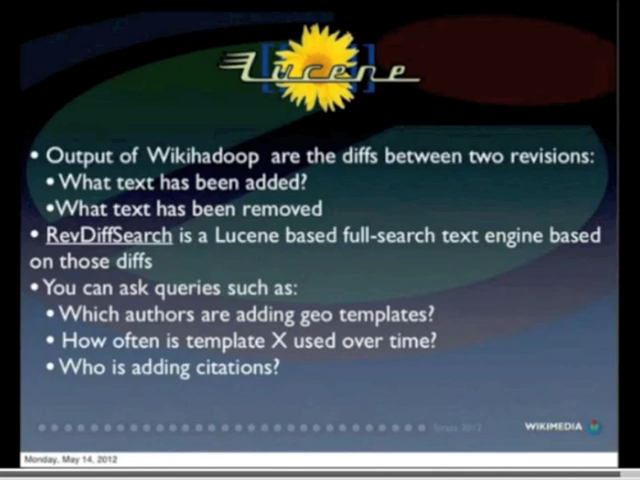 Lucene
• Output of Wikihadoop are the diffs between two revisions:
• What text has been added?
• What text has been removed
• RevDiffSearch is a Lucene based full-search text engine based
on those diffs
• You can ask queries such as:
• Which authors are adding geo templates?
• How often is template X used over time?
• Who is adding citations?
2012
WIKIMEDIA
Monday, May 14, 2012